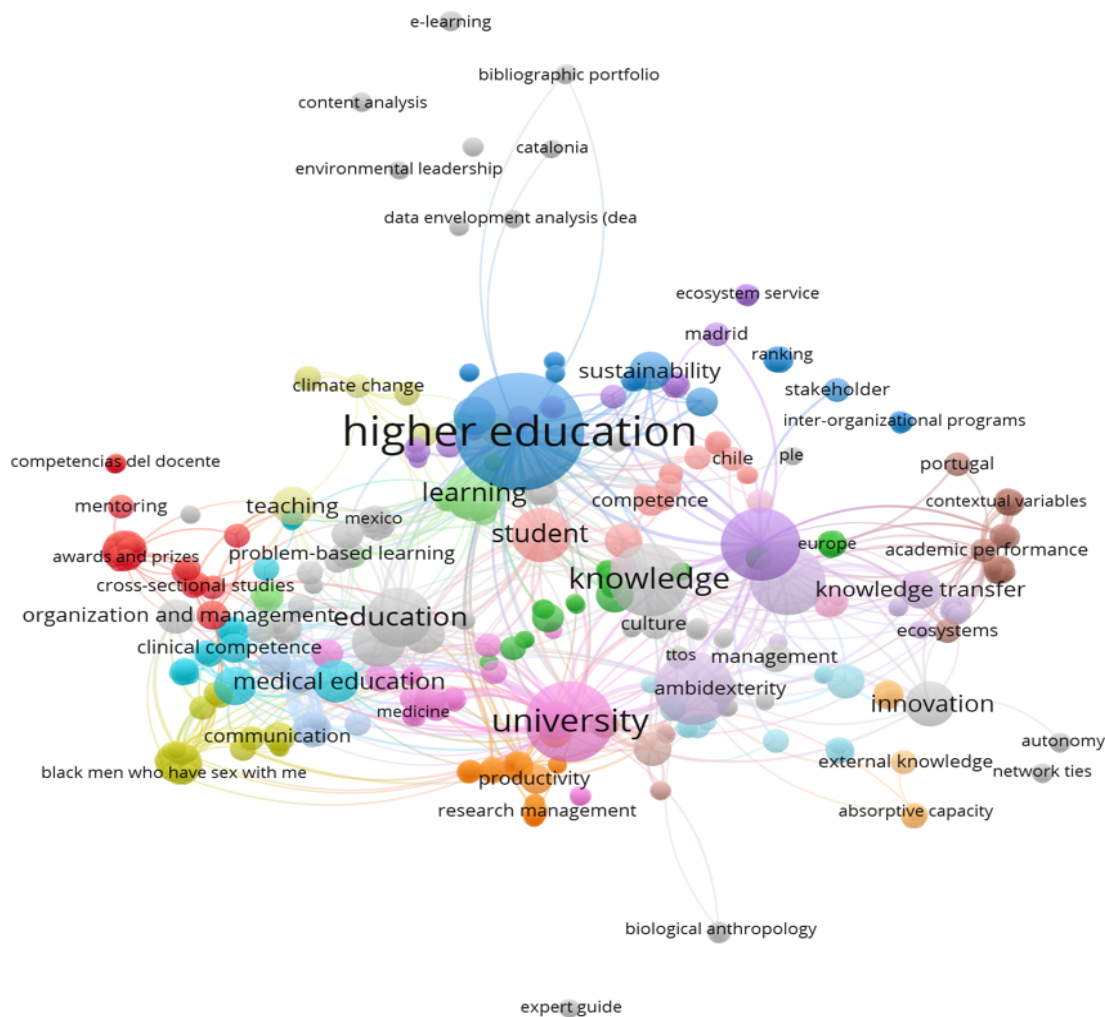 e-learning
bibliographic portfolio
content analysis
catalonia
environmental leadership
data envelopment analysis (dea
ecosystem service
madrid
ranking
sustainability
climate change
stakeholder
higher education
inter-organizational programs
ple
chile
competencias del docente
portugal
learning
competence
contextual variables
mentoring
teaching
mexico
student
awards and prizes
problem-based learning
europe
academic performance
cross-sectional studies
knowledge
knowledge transfer
organization and management
education
culture
ecosystems
clinical competence
ttos
management
medical education
ambidexterity
medicine
university
innovation
communication
autonomy
black men who have sex with me
productivity
external knowledge
network ties
research management
absorptive capacity
biological anthropology
expert guide